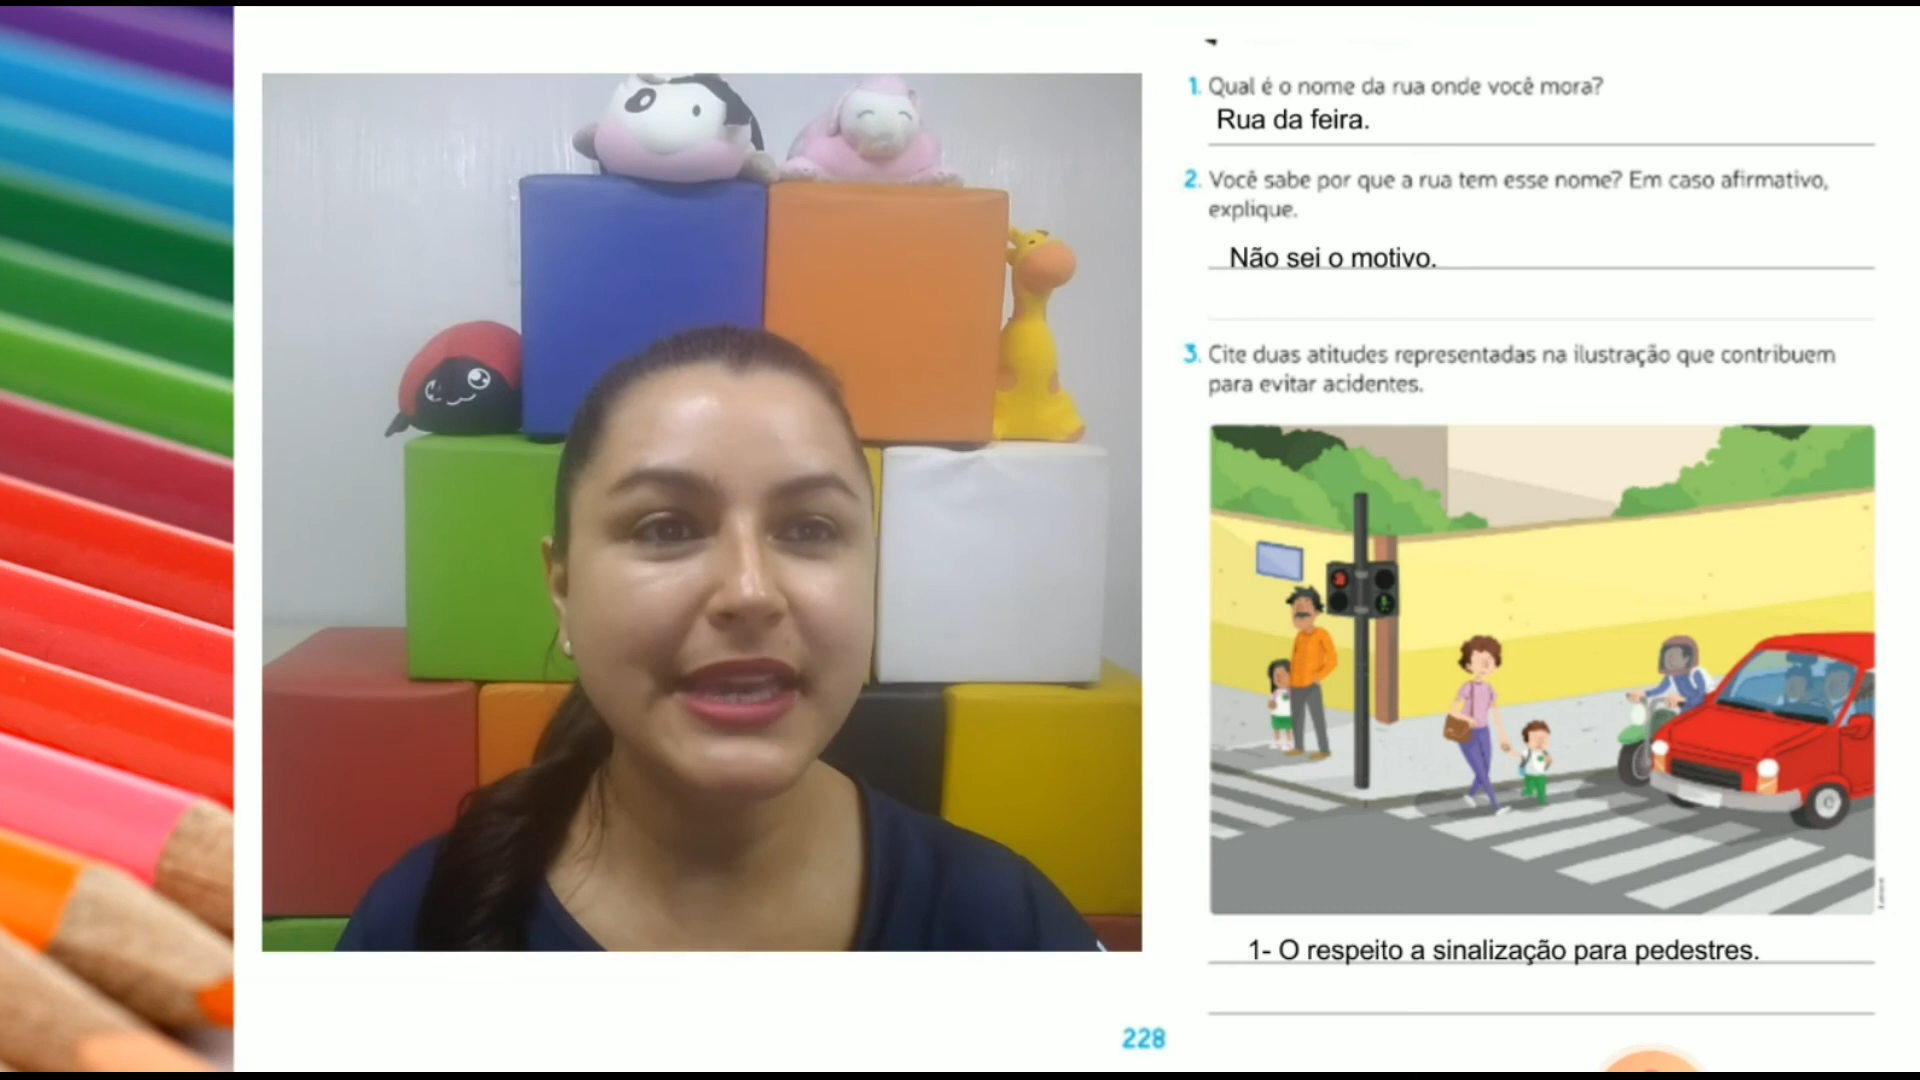 1. Qual é o nome da rua onde você mora?
Rua da feira.
2. Você sabe por que a rua tem esse nome? Em caso afirmativo,
explique.
Não sei o motivo.
3. Cite duas atitudes representadas na ilustração que contribuem
para evitar acidentes.
1- O respeito a sinalização para pedestres.
228